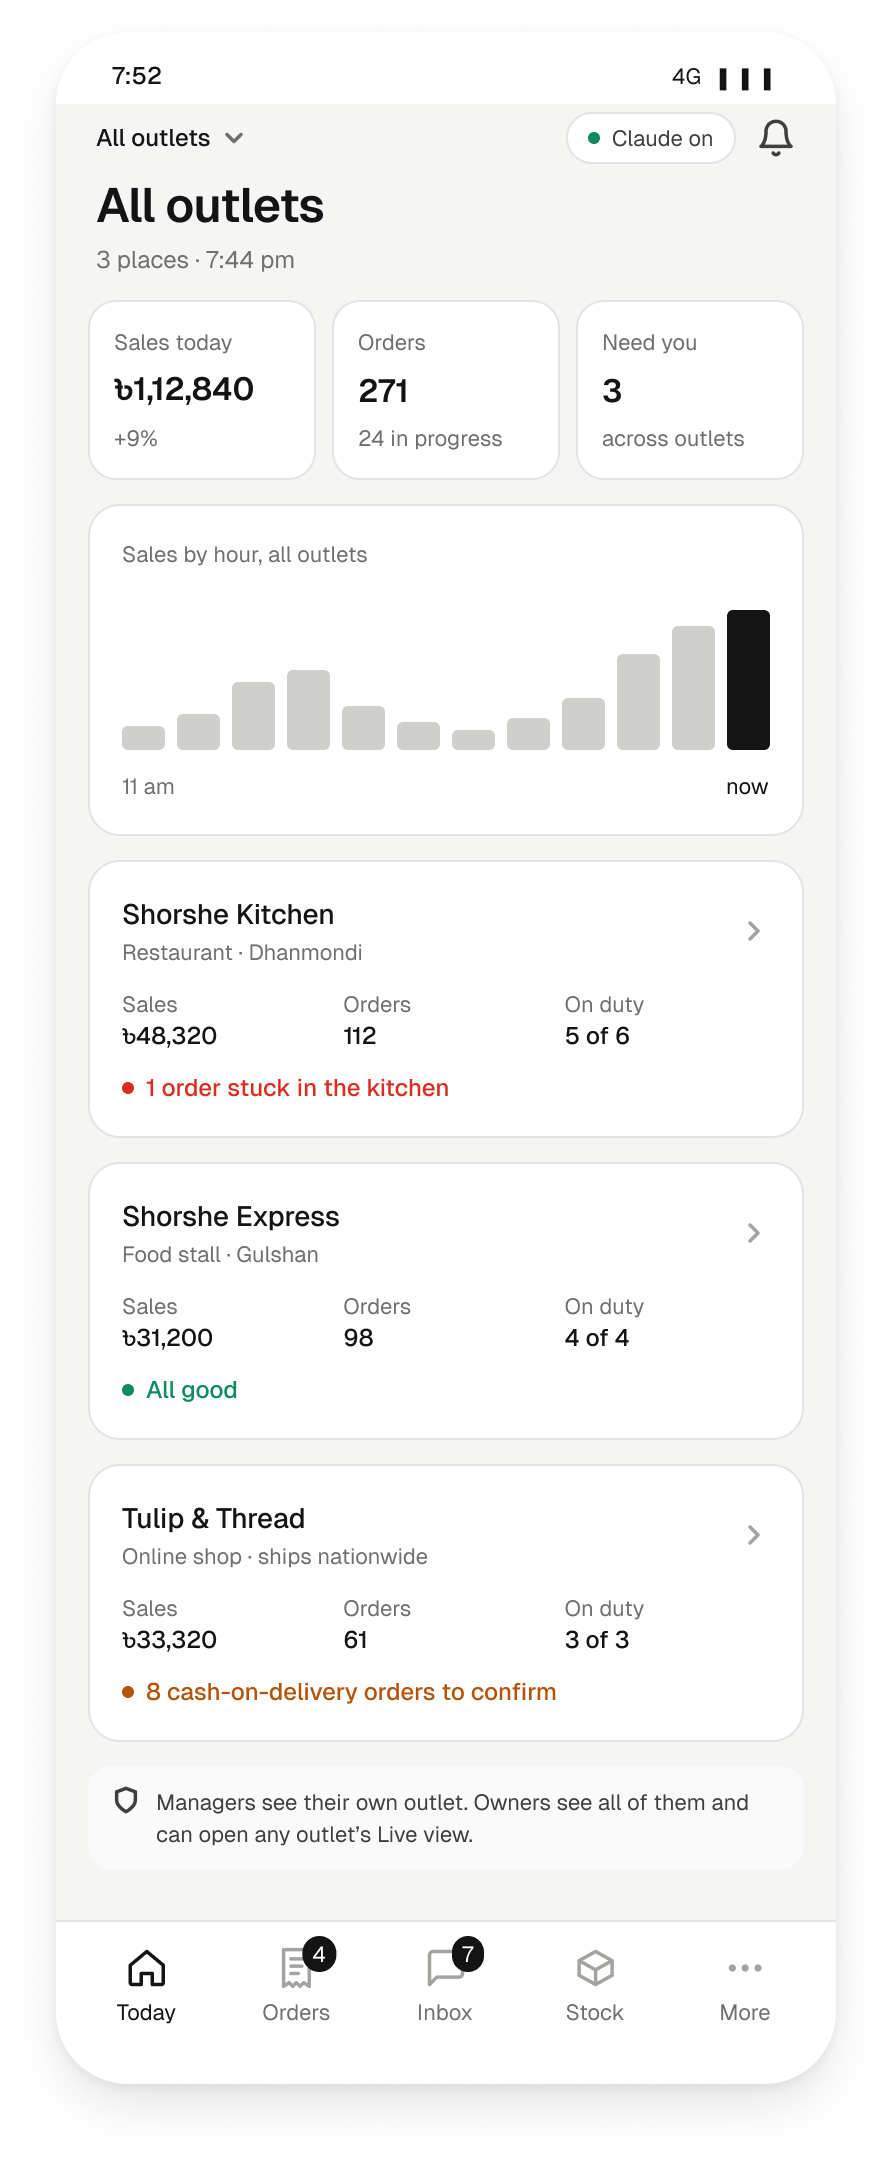 7:52
4G
All outlets
Claude on
All outlets
3 places · 7:44 pm
Sales today
৳1,12,840
+9%
Orders
271
24 in progress
Need you
3
across outlets
Sales by hour, all outlets
11 am
now
Shorshe Kitchen
Restaurant · Dhanmondi
Sales
৳48,320
Orders
112
On duty
5 of 6
1 order stuck in the kitchen
Shorshe Express
Food stall · Gulshan
Sales
৳31,200
Orders
98
On duty
4 of 4
All good
Tulip & Thread
Online shop · ships nationwide
Sales
৳33,320
Orders
61
On duty
3 of 3
8 cash-on-delivery orders to confirm
Managers see their own outlet. Owners see all of them and
can open any outlet’s Live view.
Today
4
Orders
7
Inbox
Stock
More